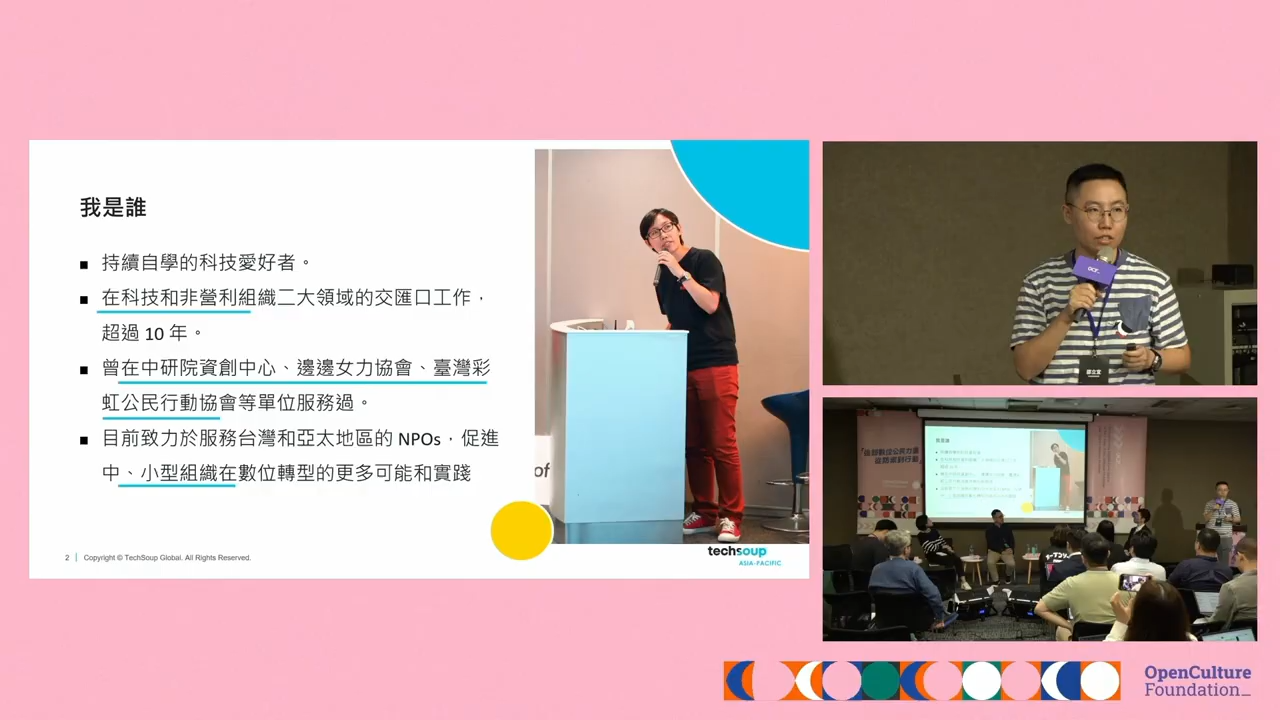 我是誰
■ 持續自學的科技愛好者。
■ 在科技和非營利組織二大領域的交匯口工作，
超過 10 年。
■ 曾在中研院資創中心、邊邊女力協會、臺灣彩
虹公民行動協會等單位服務過。
■ 目前致力於服務台灣和亞太地區的 NPOs，促進
中、小型組織在數位轉型的更多可能和實踐
of
2 | Copyright © TechSoup Global. All Rights Reserved.
techsoup
ASIA-PACIFIC
ocf.
我是誰
OpenCulture
Foundation_